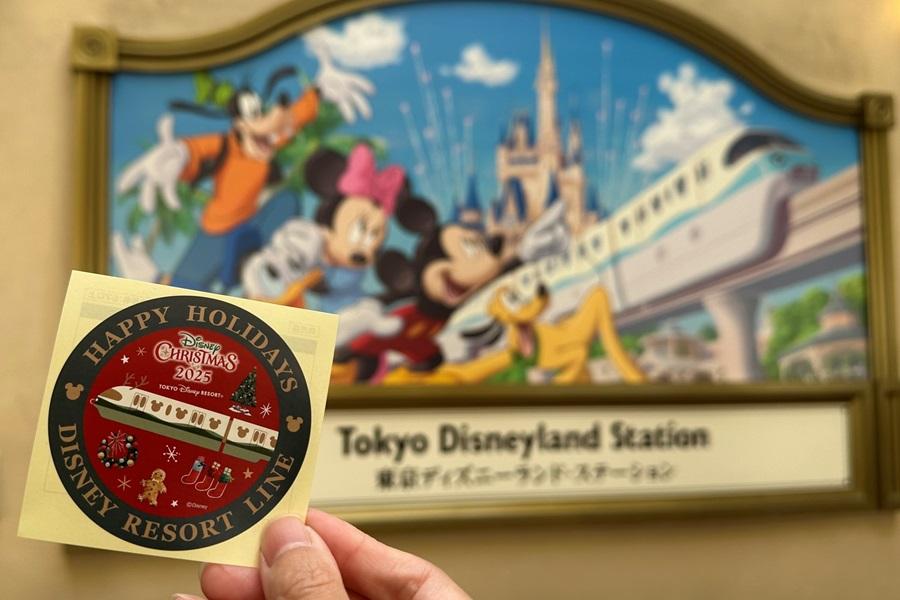 HAPPY HOLIDAYS
Disney
CHRISTMAS
2025
TOKYO Disney RESORT®
©Disney
DISNEY RESORT LINE
Tokyo Disneyland Station
東京ディズニーランド・ステーション